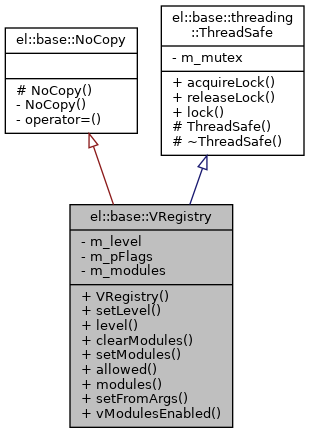 el::base::NoCopy
# NoCopy()
- NoCopy()
- operator=()
el::base::threading
::ThreadSafe
- m_mutex
+ acquireLock()
+ releaseLock()
+ lock()
# ThreadSafe()
# ~ThreadSafe()
el::base::VRegistry
- m_level
- m_pFlags
- m_modules
+ VRegistry()
+ setLevel()
+ level()
+ clearModules()
+ setModules()
+ allowed()
+ modules()
+ setFromArgs()
+ vModulesEnabled()